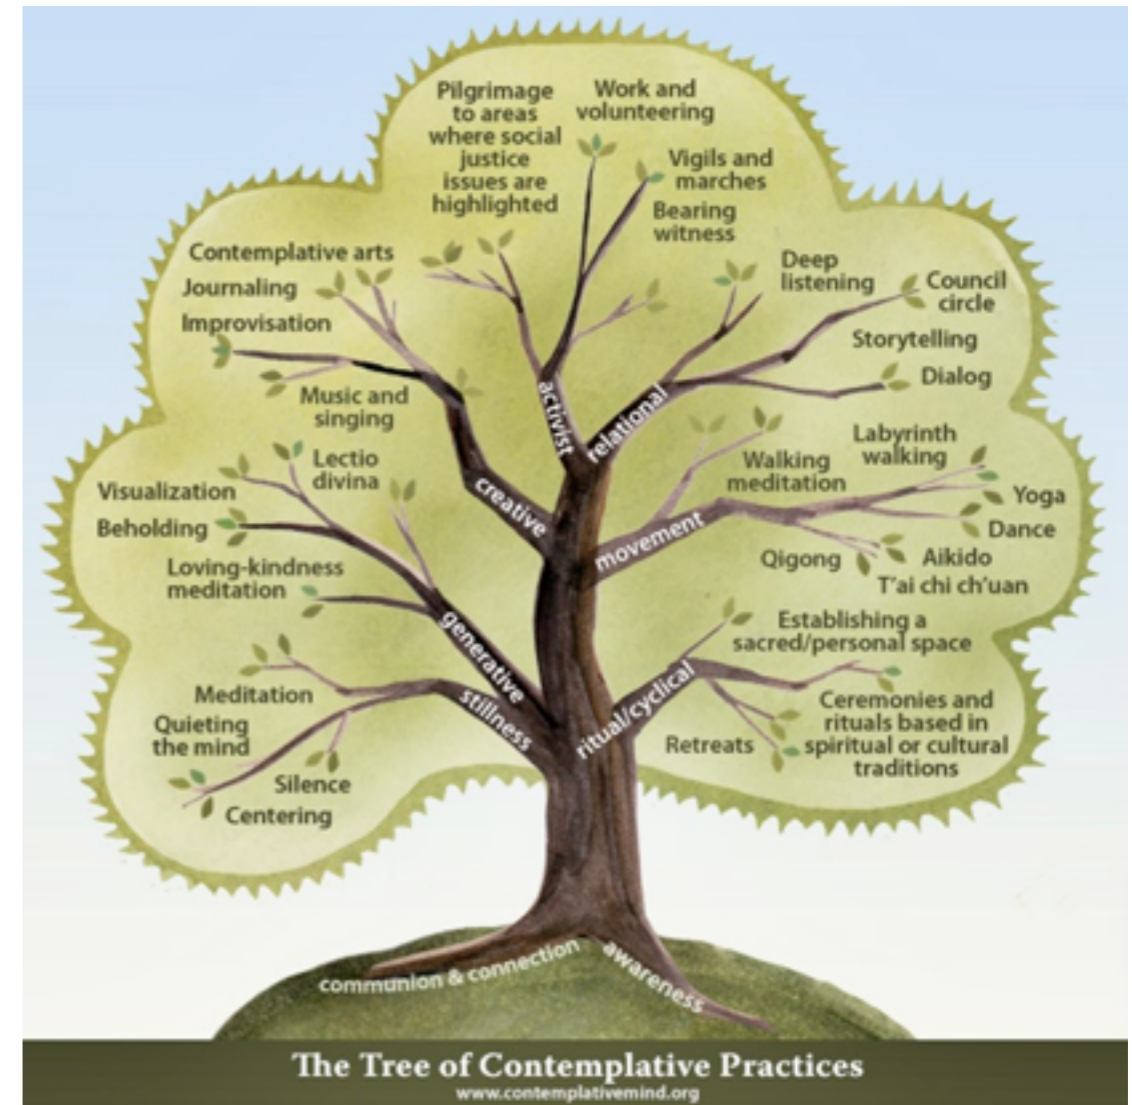 Pilgrimage
to areas
where social
justice
issues are
highlighted
Work and
volunteering
Vigils and
marches
Bearing
witness
Contemplative arts
Journaling
Improvisation
Music and
singing
Deep
listening
Council
circle
Storytelling
Dialog
activist
relational
creative
movement
Lectio
divina
Visualization
Beholding
Loving-kindness
meditation
Walking
meditation
Labyrinth
walking
Yoga
Dance
Qigong
Aikido
T'ai chi ch'uan
generative
stillness
ritual/cyclical
Meditation
Quieting
the mind
Silence
Centering
Establishing a
sacred/personal space
Retreats
Ceremonies and
rituals based in
spiritual or cultural
traditions
communion & connection
awareness
The Tree of Contemplative Practices
www.contemplativemind.org